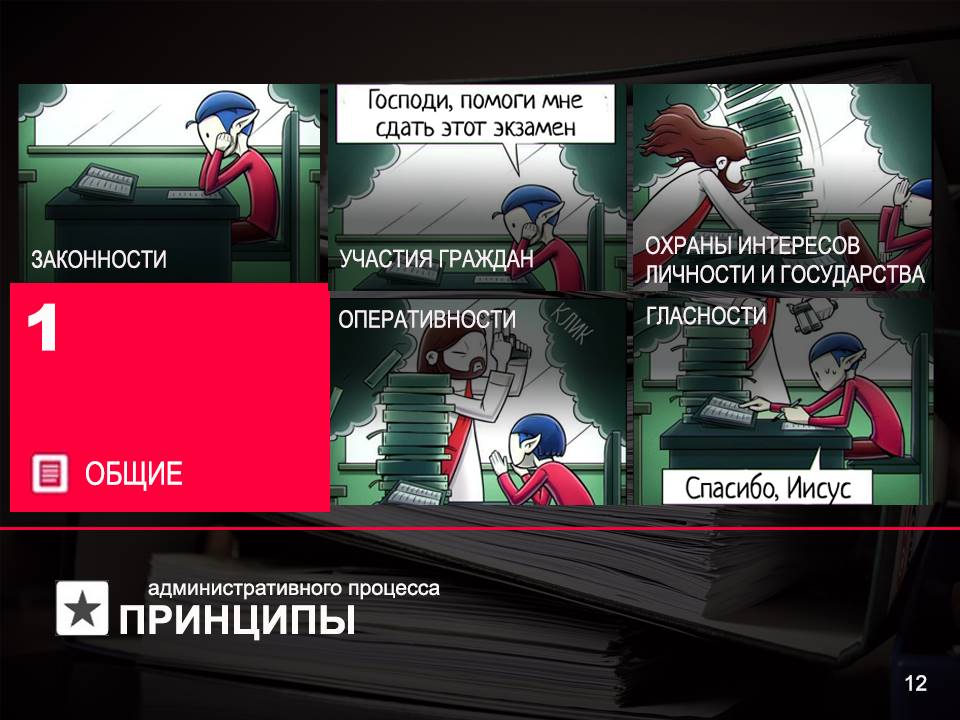 Господи, помоги мне
сдать этот экзамен
ЗАКОННОСТИ
УЧАСТИЯ ГРАЖДАН
ОХРАНЫ ИНТЕРЕСОВ
ЛИЧНОСТИ И ГОСУДАРСТВА
1
ОБЩИЕ
ОПЕРАТИВНОСТИ
КЛИК
ГЛАСНОСТИ
Спасибо, Иисус
административного процесса
ПРИНЦИПЫ
12